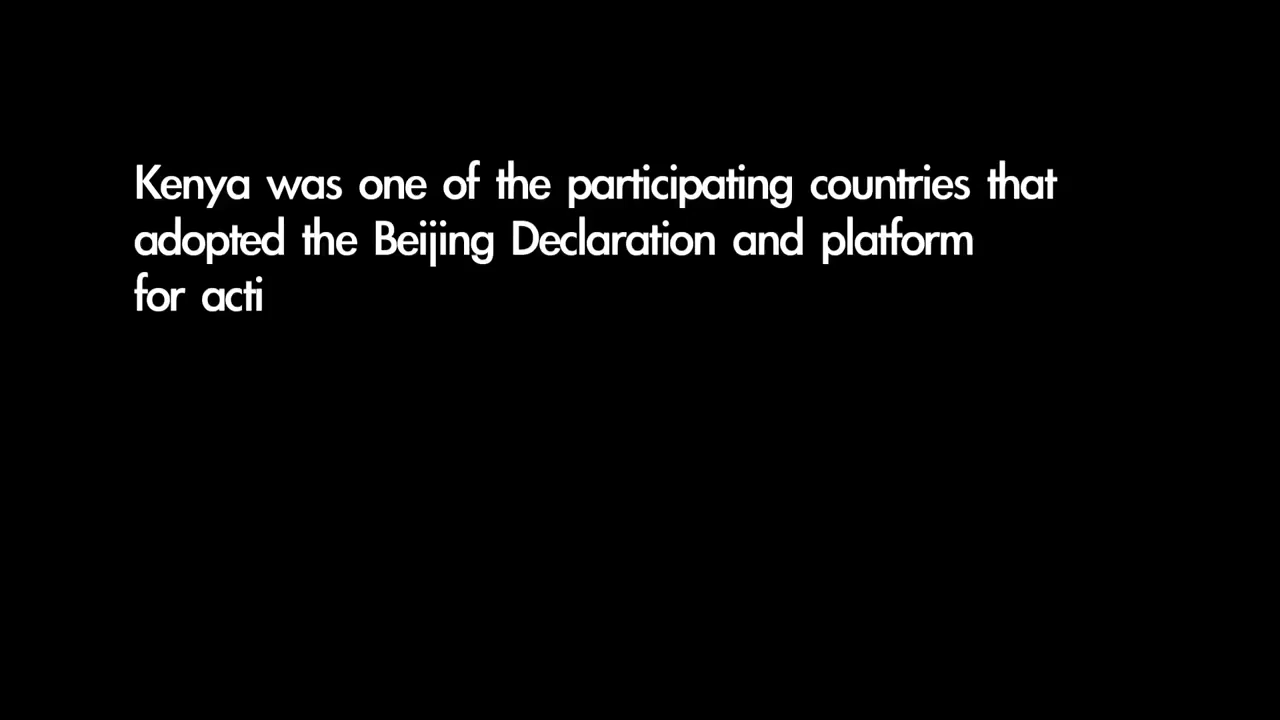 Kenya was one of the participating countries that
adopted the Beijing Declaration and platform
for acti